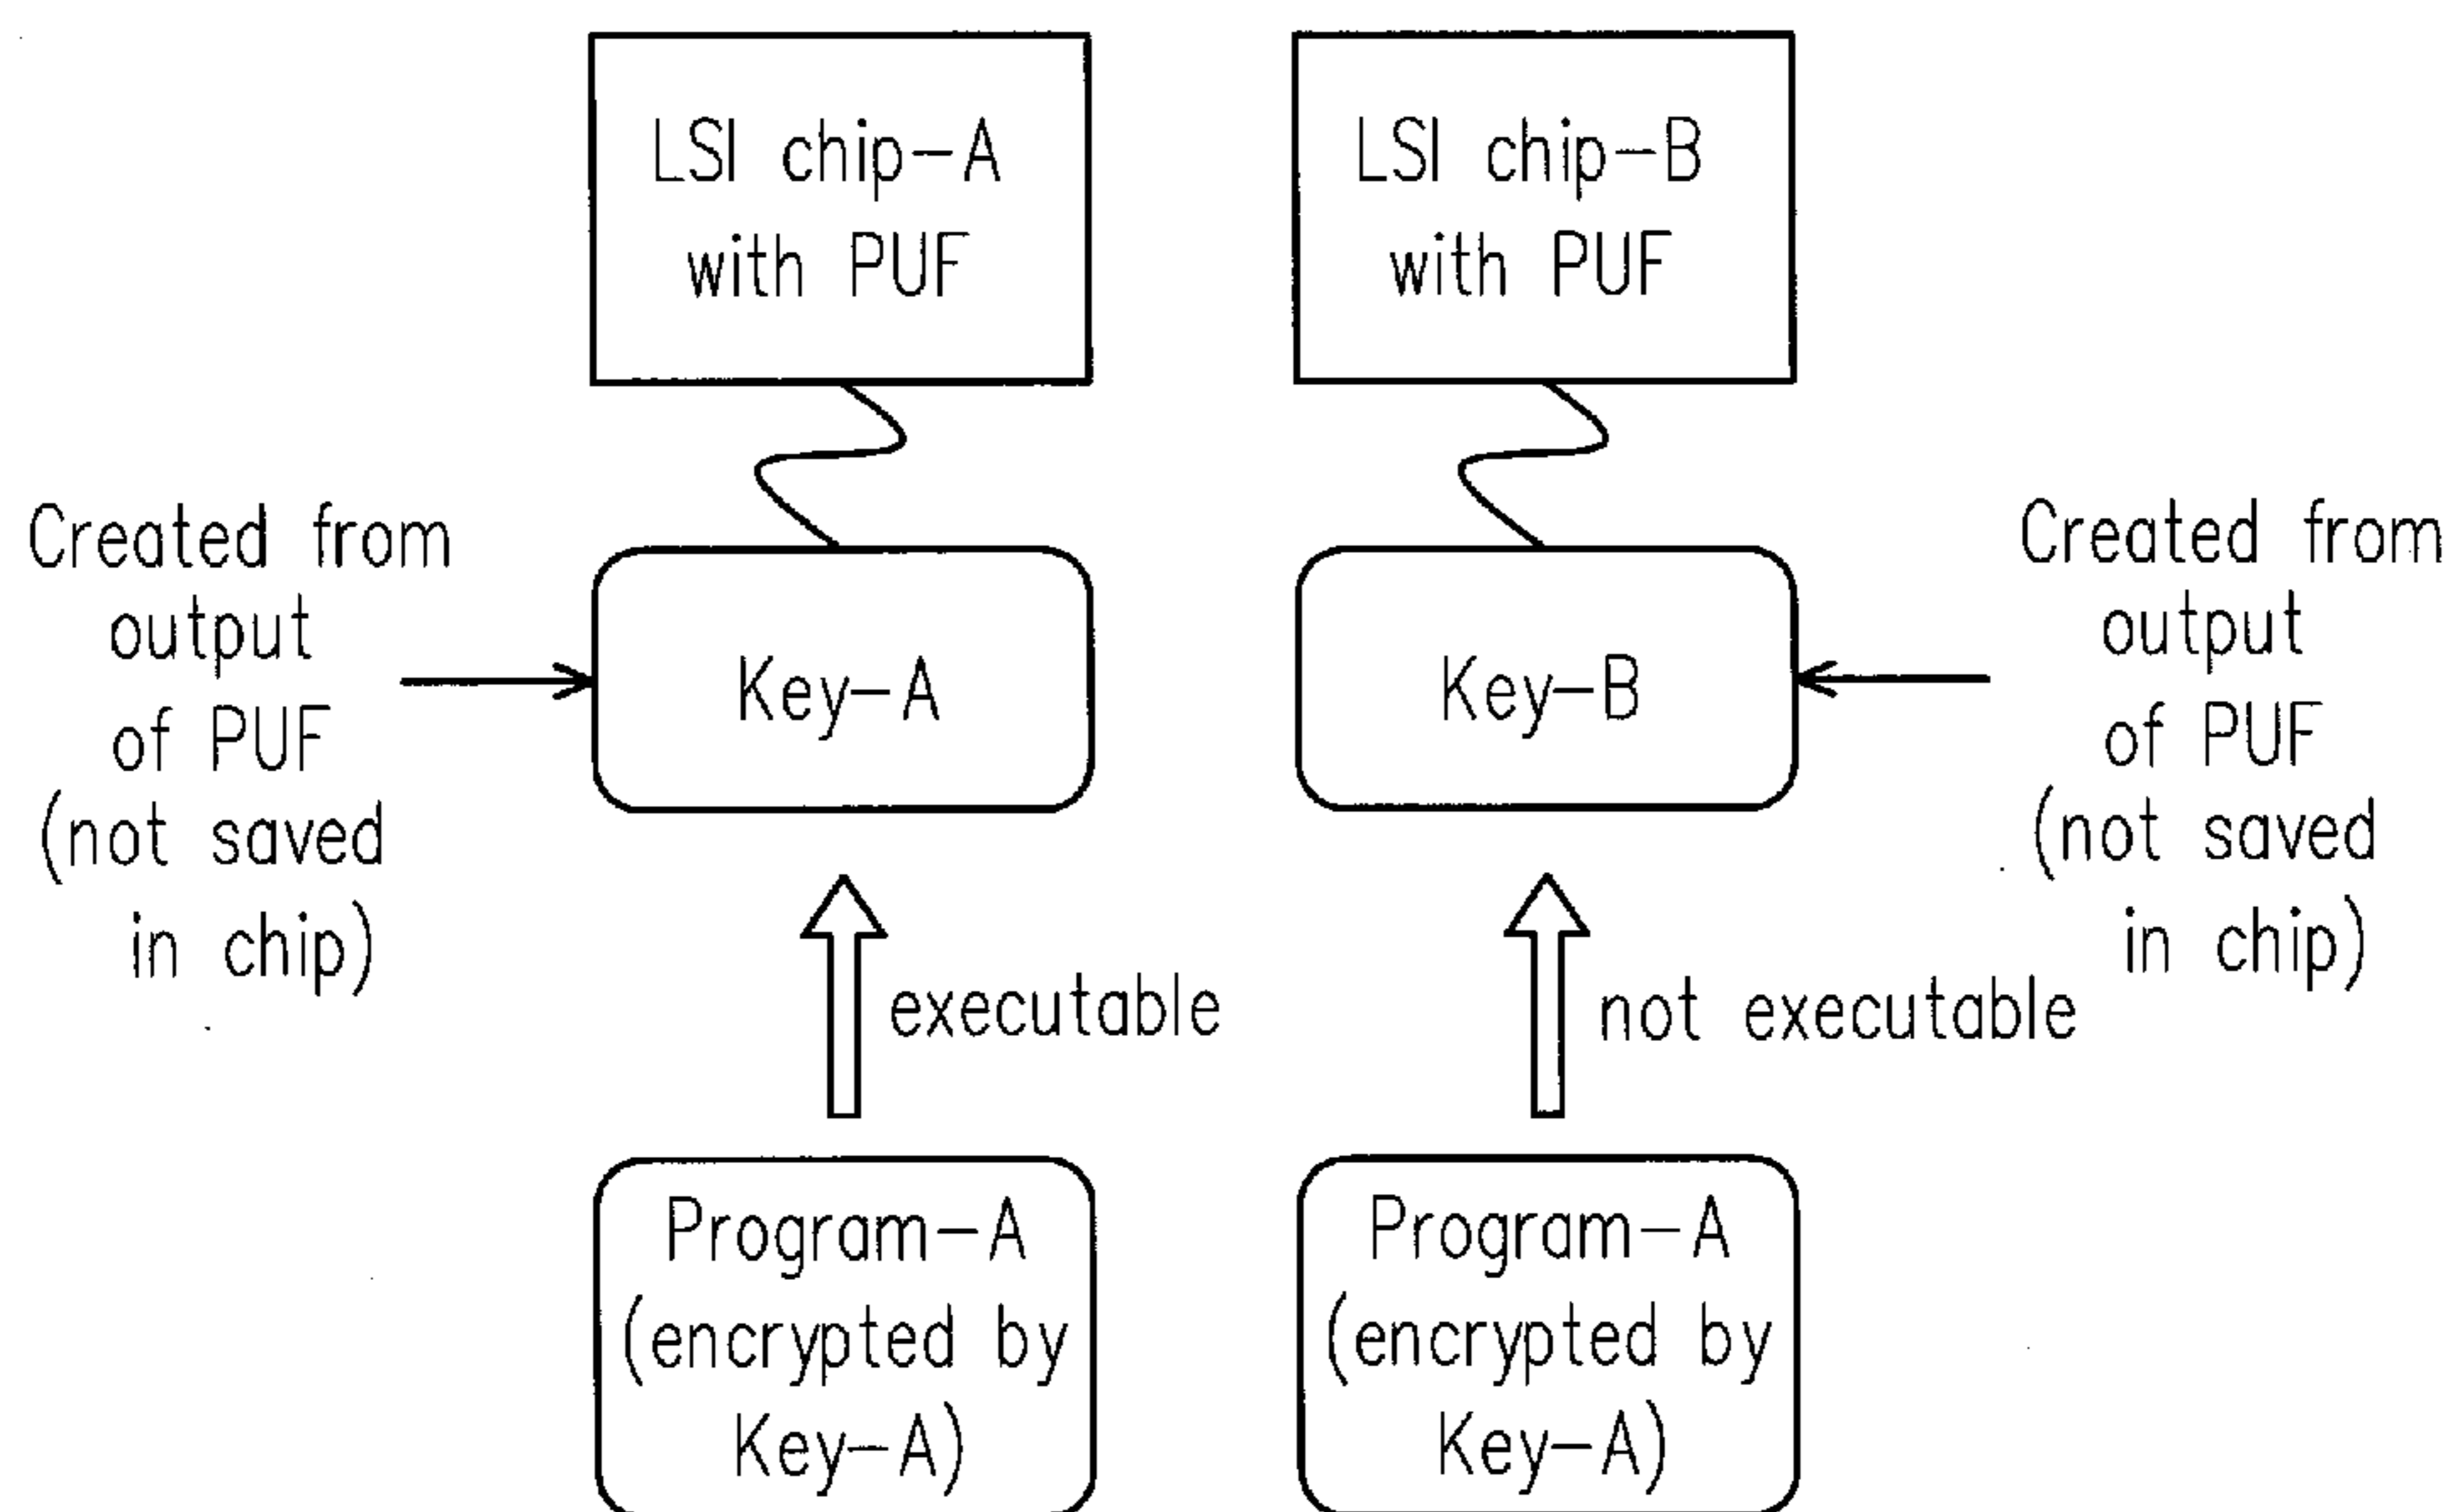 LSI chip-A
with PUF
LSI chip-B
with PUF
Created from
output
of PUF
(not saved
in chip)
Key-A
Key-B
Created from
output
of PUF
(not saved
in chip)
executable
not executable
Program-A
(encrypted by
Key-A)
Program-A
(encrypted by
Key-A)